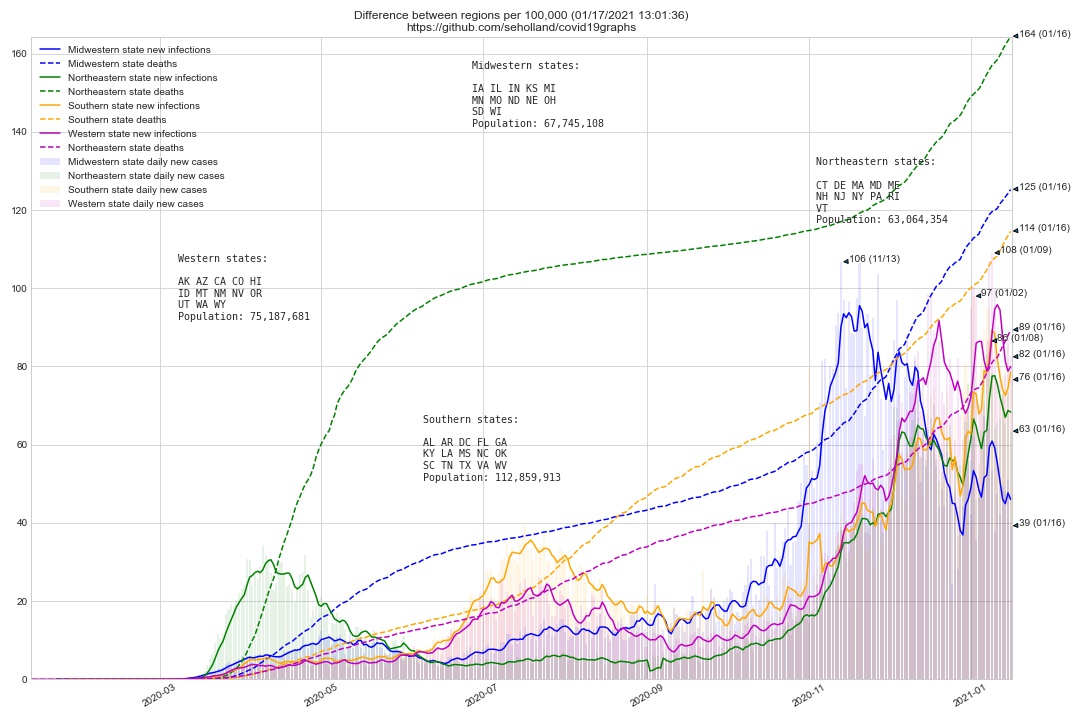 Difference between regions per 100,000 (01/17/2021 13:01:36)
https://github.com/seholland/covid19graphs
Midwestern state new infections
Midwestern state deaths
Northeastern state new infections
Northeastern state deaths
Southern state new infections
Southern state deaths
Western state new infections
Western state deaths
Midwestern state daily new cases
Northeastern state daily new cases
Southern state daily new cases
Western state daily new cases
Midwestern states:
IA IL IN KS MI
MN MO ND NE OH
SD WI
Population: 67,745,108
Northeastern states:
CT DE MA MD ME
NH NJ NY PA RI
VT
Population: 63,064,354
Western states:
AK AZ CA CO HI
ID MT NM NV OR
UT WA WY
Population: 75,187,681
Southern states:
AL AR DC FL GA
KY LA MS NC OK
SC TN TX VA WV
Population: 112,859,913
164 (01/16)
125 (01/16)
114 (01/16)
108 (01/09)
106 (11/13)
97 (01/02)
89 (01/16)
86 (01/08)
82 (01/16)
76 (01/16)
63 (01/16)
39 (01/16)
160
140
120
100
80
60
40
20
0
2020-03
2020-05
2020-07
2020-09
2020-11
2021-01